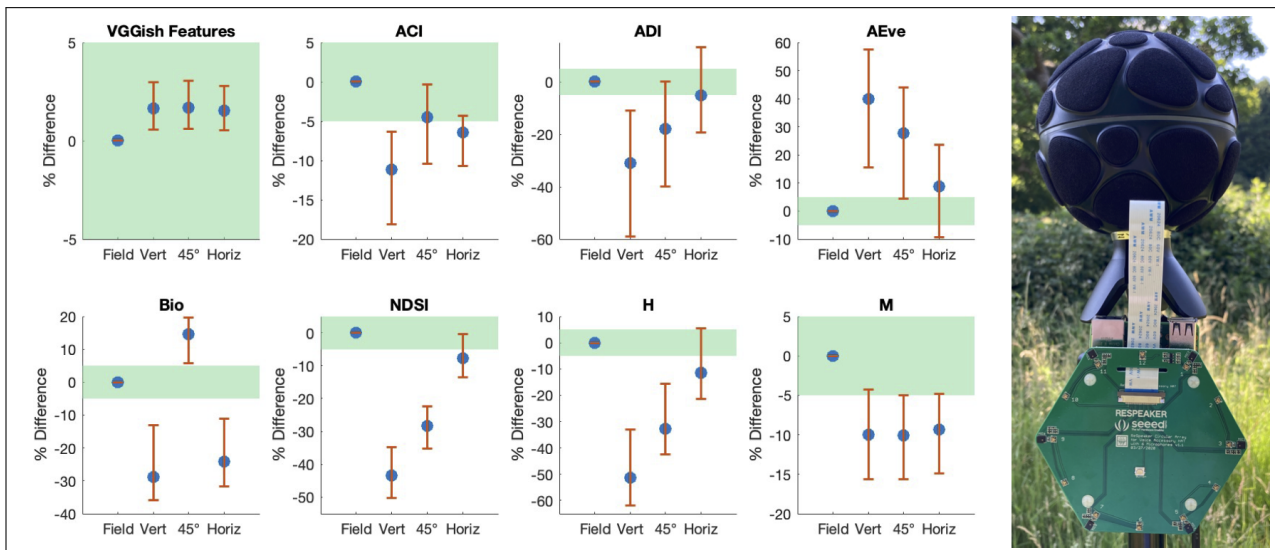 VGGish Features
ACI
ADI
AEve
% Difference
5
0
-5
Field Vert 45° Horiz
% Difference
5
0
-5
-10
-15
-20
Field Vert 45° Horiz
% Difference
0
-20
-40
-60
Field Vert 45° Horiz
% Difference
60
50
40
30
20
10
0
-10
Field Vert 45° Horiz
Bio
NDSI
H
M
% Difference
20
10
0
-10
-20
-30
-40
Field Vert 45° Horiz
% Difference
5
0
-10
-20
-30
-40
-50
Field Vert 45° Horiz
% Difference
10
0
-10
-20
-30
-40
-50
-60
Field Vert 45° Horiz
% Difference
5
0
-5
-10
-15
-20
Field Vert 45° Horiz
RESPEAKER
seeed
ReSpeaker Circular Array